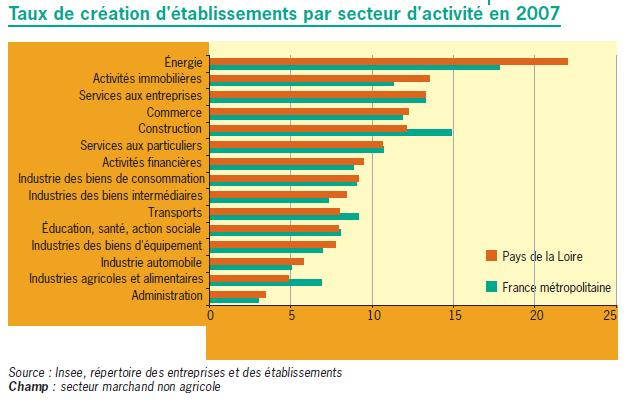 Taux de création d'établissements par secteur d'activité en 2007
Énergie
Activités immobilières
Services aux entreprises
Commerce
Construction
Services aux particuliers
Activités financières
Industrie des biens de consommation
Industries des biens intermédiaires
Transports
Éducation, santé, action sociale
Industries des biens d'équipement
Industrie automobile
Industries agricoles et alimentaires
Administration
Pays de la Loire
France métropolitaine
0 5 10 15 20 25
Source : Insee, répertoire des entreprises et des établissements
Champ : secteur marchand non agricole